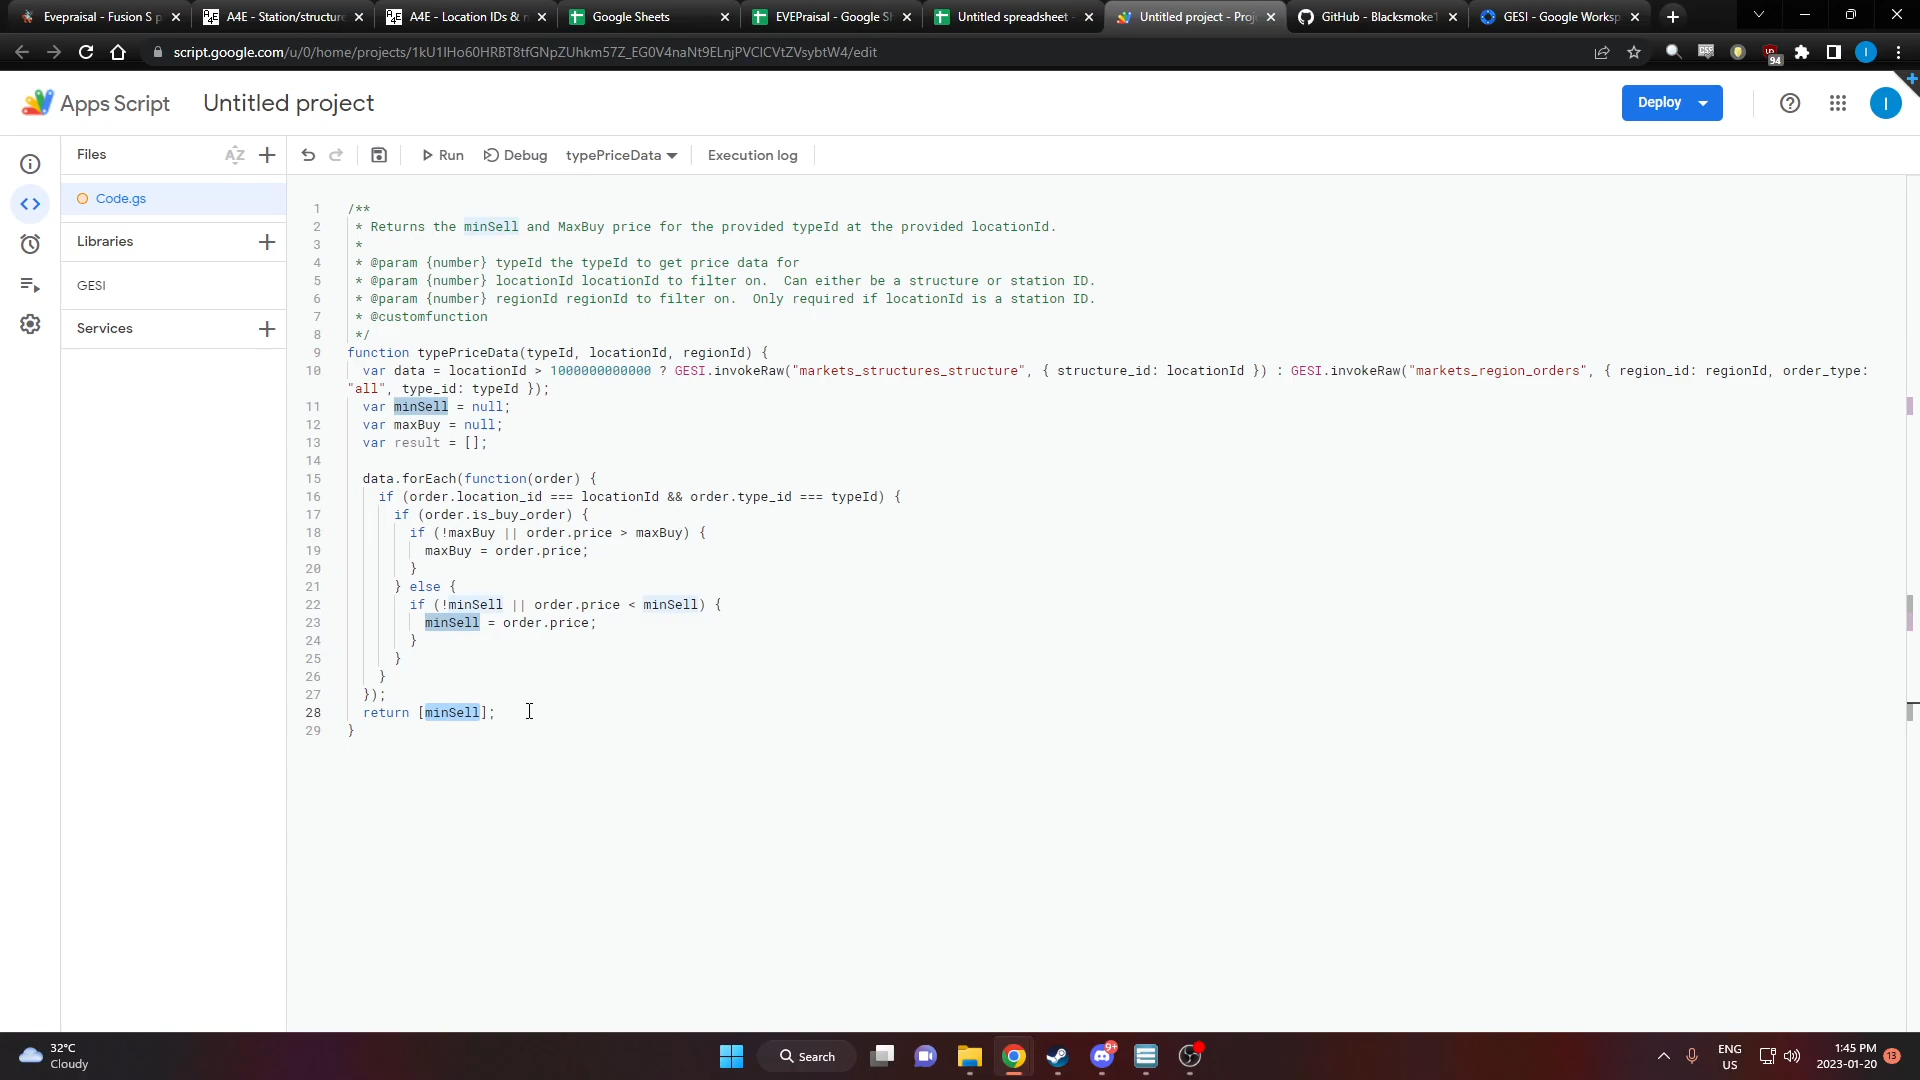 Evepraisal - Fusion S p
A4E - Station/structure
A4E - Location IDs & n
Google Sheets
EVEPraisal - Google Sh
Untitled spreadsheet -
Untitled project - Proj
GitHub - Blacksmoke1
GESI - Google Worksp
script.google.com/u/0/home/projects/1kU1IHo60HRBT8tfGNpZUhkm57Z_EG0V4naNt9ELnjPVClCVtZVsybtW4/edit
94
I
Apps Script
Untitled project
Deploy
I
Files
AZ
Run
Debug
typePriceData
Execution log
Code.gs
Libraries
GESI
Services
1 /**
2 * Returns the minSell and MaxBuy price for the provided typeId at the provided locationId.
3 *
4 * @param {number} typeId the typeId to get price data for
5 * @param {number} locationId locationId to filter on.  Can either be a structure or station ID.
6 * @param {number} regionId regionId to filter on.  Only required if locationId is a station ID.
7 * @customfunction
8 */
9 function typePriceData(typeId, locationId, regionId) {
10 var data = locationId > 1000000000000 ? GESI.invokeRaw("markets_structures_structure", { structure_id: locationId }) : GESI.invokeRaw("markets_region_orders", { region_id: regionId, order_type:
"all", type_id: typeId });
11 var minSell = null;
12 var maxBuy = null;
13 var result = [];
14
15 data.forEach(function(order) {
16 if (order.location_id === locationId && order.type_id === typeId) {
17 if (order.is_buy_order) {
18 if (!maxBuy || order.price > maxBuy) {
19 maxBuy = order.price;
20 }
21 } else {
22 if (!minSell || order.price < minSell) {
23 minSell = order.price;
24 }
25 }
26 }
27 });
28 return [minSell];
29 }
32°C
Cloudy
Search
9+
ENG
US
1:45 PM
2023-01-20
13